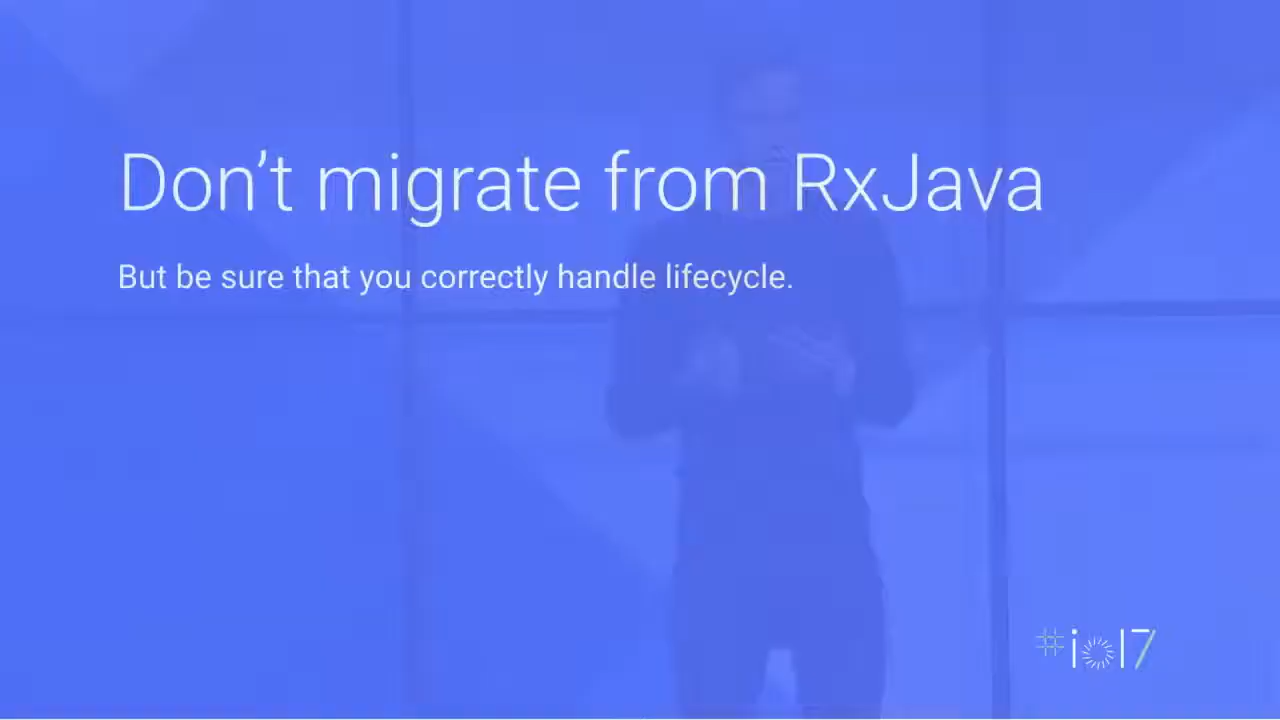 Don’t migrate from RxJava
But be sure that you correctly handle lifecycle.
#io17